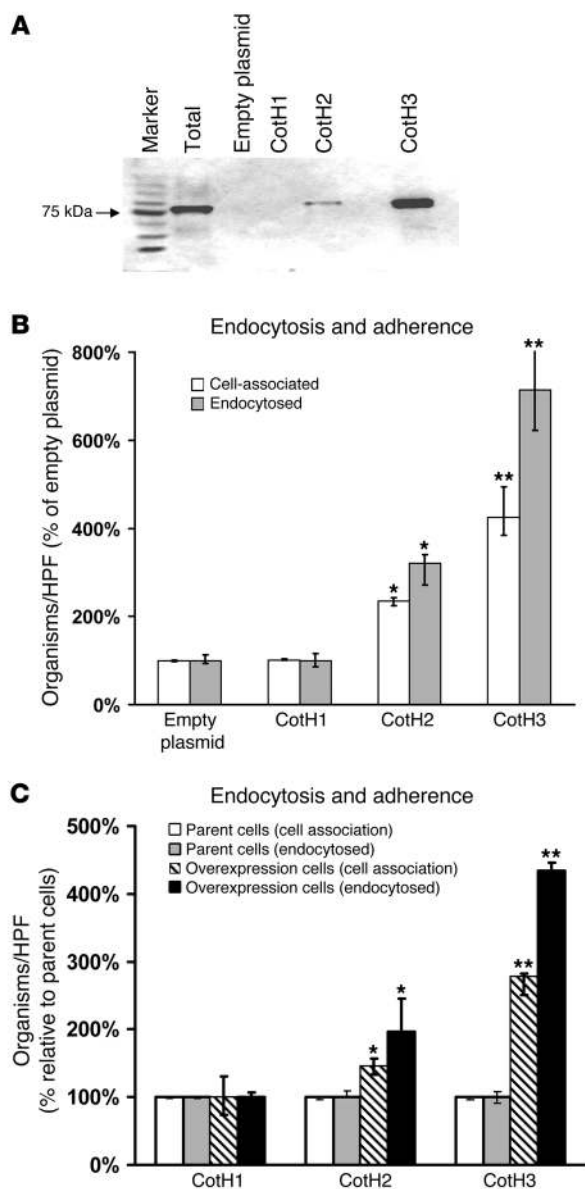 A
Marker
Total
Empty plasmid
CotH1
CotH2
CotH3
75 kDa
B
Endocytosis and adherence
Organisms/HPF (% of empty plasmid)
800%
600%
400%
200%
0%
Cell-associated
Endocytosed
*
*
**
**
Empty
plasmid
CotH1
CotH2
CotH3
C
Endocytosis and adherence
Organisms/HPF
(% relative to parent cells)
500%
400%
300%
200%
100%
0%
Parent cells (cell association)
Parent cells (endocytosed)
Overexpression cells (cell association)
Overexpression cells (endocytosed)
*
*
**
**
CotH1
CotH2
CotH3